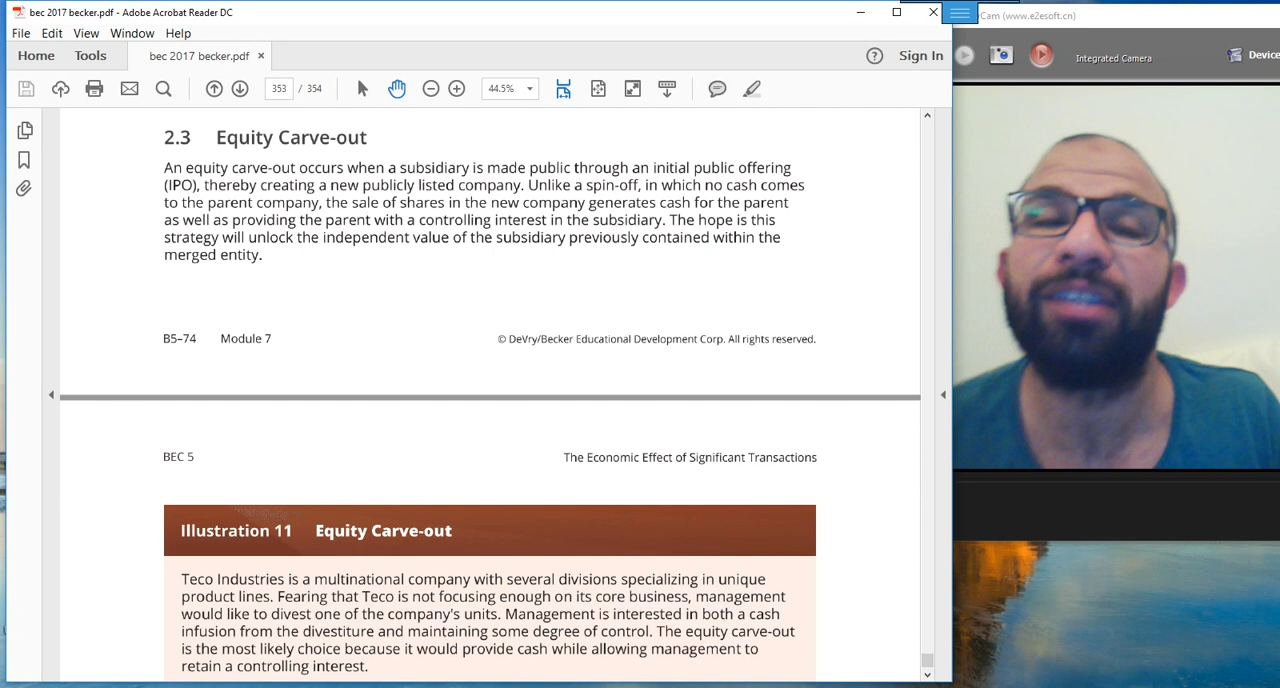 bec 2017 becker.pdf - Adobe Acrobat Reader DC
Cam (www.e2esoft.cn)
File Edit View Window Help
Home Tools bec 2017 becker.pdf × Sign In
Integrated Camera Device
353 / 354 44.5%
2.3 Equity Carve-out
An equity carve-out occurs when a subsidiary is made public through an initial public offering
(IPO), thereby creating a new publicly listed company. Unlike a spin-off, in which no cash comes
to the parent company, the sale of shares in the new company generates cash for the parent
as well as providing the parent with a controlling interest in the subsidiary. The hope is this
strategy will unlock the independent value of the subsidiary previously contained within the
merged entity.
B5–74 Module 7 © DeVry/Becker Educational Development Corp. All rights reserved.
BEC 5 The Economic Effect of Significant Transactions
Illustration 11 Equity Carve-out
Teco Industries is a multinational company with several divisions specializing in unique
product lines. Fearing that Teco is not focusing enough on its core business, management
would like to divest one of the company's units. Management is interested in both a cash
infusion from the divestiture and maintaining some degree of control. The equity carve-out
is the most likely choice because it would provide cash while allowing management to
retain a controlling interest.